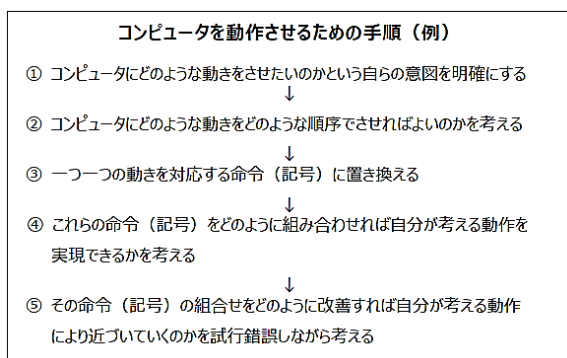 コンピュータを動作させるための手順（例）
① コンピュータにどのような動きをさせたいのかという自らの意図を明確にする
↓
② コンピュータにどのような動きをどのような順序でさせればよいのかを考える
↓
③ 一つ一つの動きを対応する命令（記号）に置き換える
↓
④ これらの命令（記号）をどのように組み合わせれば自分が考える動作を
実現できるかを考える
↓
⑤ その命令（記号）の組合せをどのように改善すれば自分が考える動作
により近づいていくのかを試行錯誤しながら考える